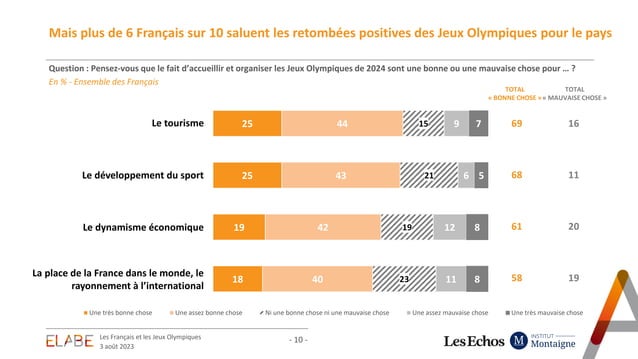 Mais plus de 6 Français sur 10 saluent les retombées positives des Jeux Olympiques pour le pays
Question : Pensez-vous que le fait d'accueillir et organiser les Jeux Olympiques de 2024 sont une bonne ou une mauvaise chose pour … ?
En % - Ensemble des Français
TOTAL
« BONNE CHOSE »
TOTAL
« MAUVAISE CHOSE »
Le tourisme 25 44 15 9 7 69 16
Le développement du sport 25 43 21 6 5 68 11
Le dynamisme économique 19 42 19 12 8 61 20
La place de la France dans le monde, le
rayonnement à l'international 18 40 23 11 8 58 19
Une très bonne chose Une assez bonne chose Ni une bonne chose ni une mauvaise chose Une assez mauvaise chose Une très mauvaise chose
ELABE
Les Français et les Jeux Olympiques
3 août 2023
- 10 -
Les Echos
M
INSTITUT
Montaigne